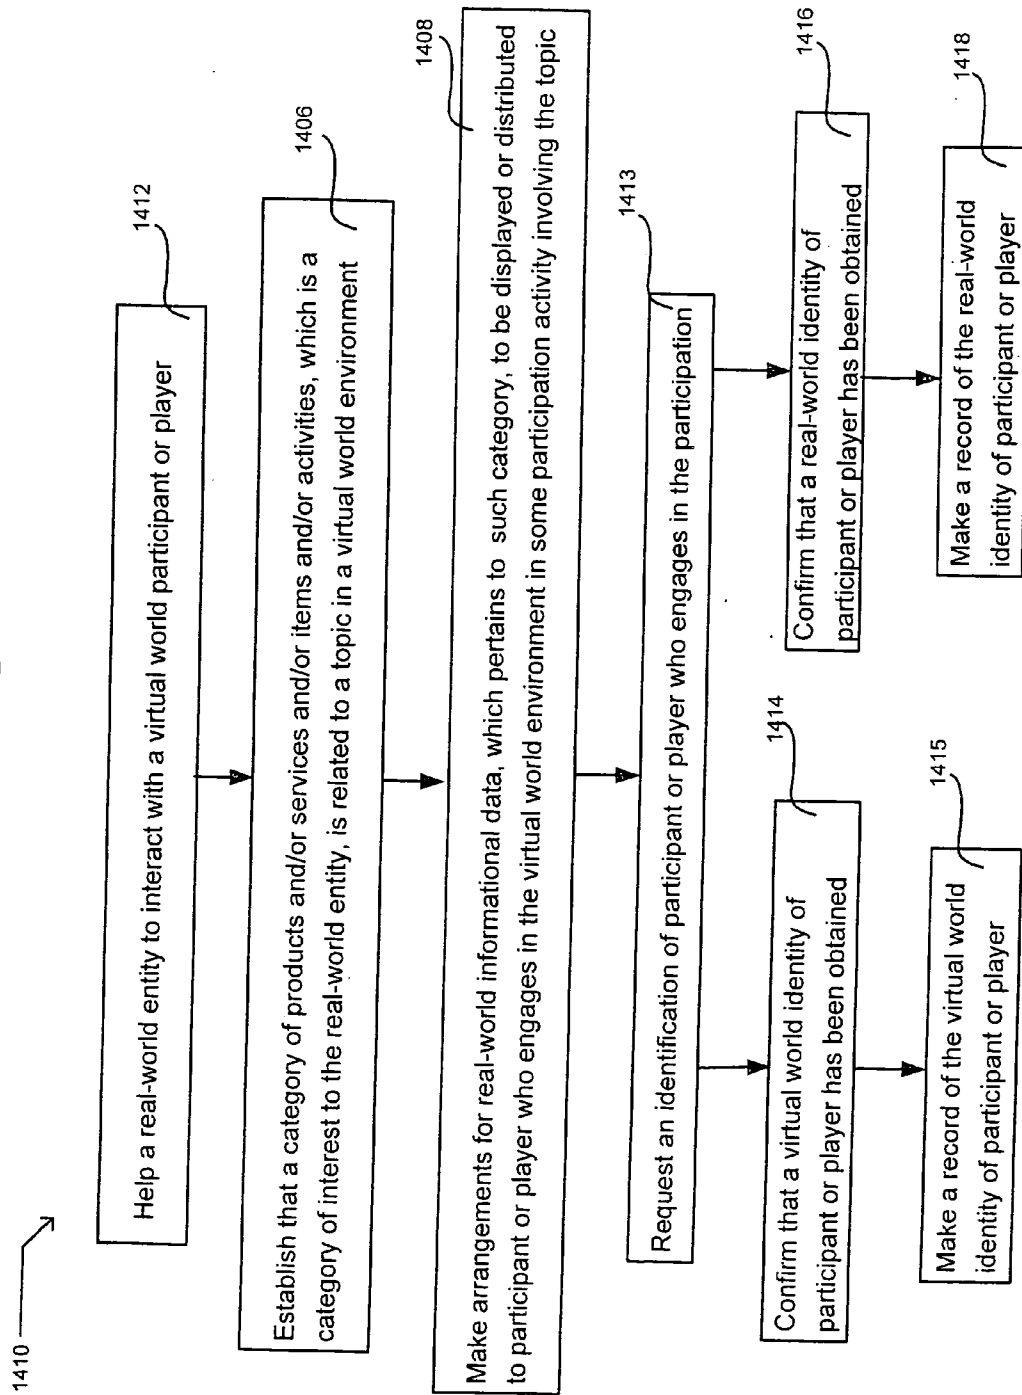 1410
1412
Help a real-world entity to interact with a virtual world participant or player
1406
Establish that a category of products and/or services and/or items and/or activities, which is a
category of interest to the real-world entity, is related to a topic in a virtual world environment
1408
Make arrangements for real-world informational data, which pertains to such category, to be displayed or distributed
to participant or player who engages in the virtual world environment in some participation activity involving the topic
1413
Request an identification of participant or player who engages in the participation
1414
Confirm that a virtual world identity of
participant or player has been obtained
1416
Confirm that a real-world identity of
participant or player has been obtained
1415
Make a record of the virtual world
identity of participant or player
1418
Make a record of the real-world
identity of participant or player